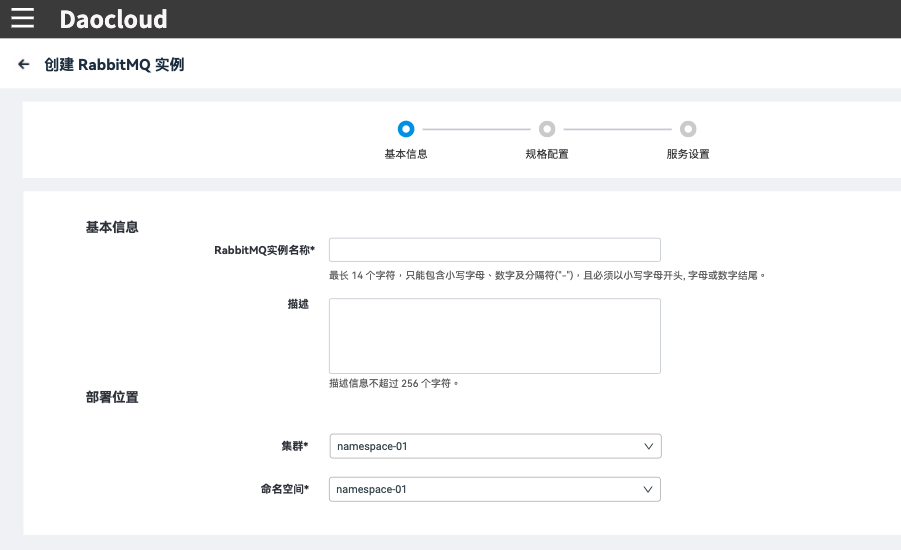 Daocloud
创建 RabbitMQ 实例
基本信息 规格配置 服务设置
基本信息
RabbitMQ实例名称*
最长 14 个字符，只能包含小写字母、数字及分隔符("-")，且必须以小写字母开头, 字母或数字结尾。
描述
描述信息不超过 256 个字符。
部署位置
集群* namespace-01
命名空间* namespace-01